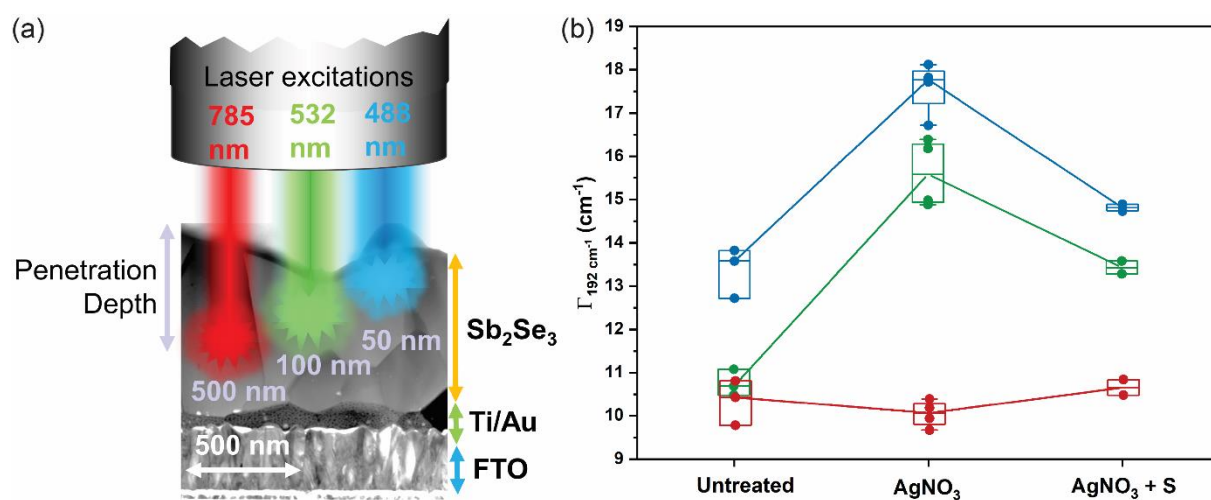 (a)
Laser excitations
785 532 488
nm nm nm
Penetration
Depth
500 nm
100 nm
50 nm
Sb₂Se₃
Ti/Au
FTO
500 nm
(b)
Γ₁₉₂ cm⁻¹ (cm⁻¹)
19
18
17
16
15
14
13
12
11
10
9
Untreated AgNO₃ AgNO₃ + S